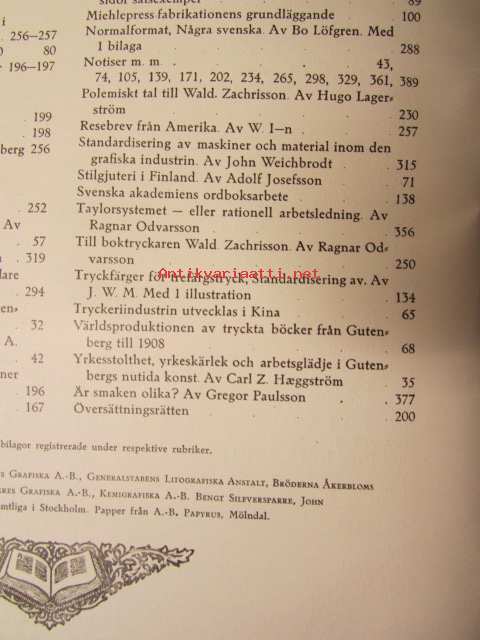 i
. 256–257
80
196–197
199
. 198
berg 256
252
Av
. 57
n . 319
lare
. 294
en-
. 32
A.
. 42
ner
. 196
. 167
89
Miehlepressfabrikationens grundläggande . 100
Normalformat, Några svenska. Av Bo Löfgren. Med
1 bilaga . 288
Notiser m. m. . 43,
74, 105, 139, 171, 202, 234, 265, 298, 329, 361, 389
Polemiskt tal till Wald. Zachrisson. Av Hugo Lager-
ström . 230
Resebrev från Amerika. Av W. I—n . 257
Standardisering av maskiner och material inom den
grafiska industrin. Av John Weichbrodt . 315
Stilgjuteri i Finland. Av Adolf Josefsson . 71
Svenska akademiens ordboksarbete . 138
Taylorsystemet — eller rationell arbetsledning. Av
Ragnar Odvarsson . 356
Till boktryckaren Wald. Zachrisson. Av Ragnar Od-
varsson . 250
Antikvariaatti.net
Tryckfärger för trefärgstryck, Standardisering av. Av
J. W. M. Med 1 illustration . 134
Tryckeriindustrin utvecklas i Kina . 65
Världsproduktionen av tryckta böcker från Guten-
berg till 1908 . 68
Yrkesstolthet, yrkeskärlek och arbetsglädje i Guten-
bergs nutida konst. Av Carl Z. Hæggström . 35
Är smaken olika? Av Gregor Paulsson . 377
Översättningsrätten . 200
bilagor registrerade under respektive rubriker.
s Grafiska A.-B., Generalstabens Litografiska Anstalt, Bröderna Åkerbloms
res Grafiska A.-B., Kemigrafiska A.-B. Bengt Silfversparre, John
mtliga i Stockholm. Papper från A.-B. Papyrus, Mölndal.